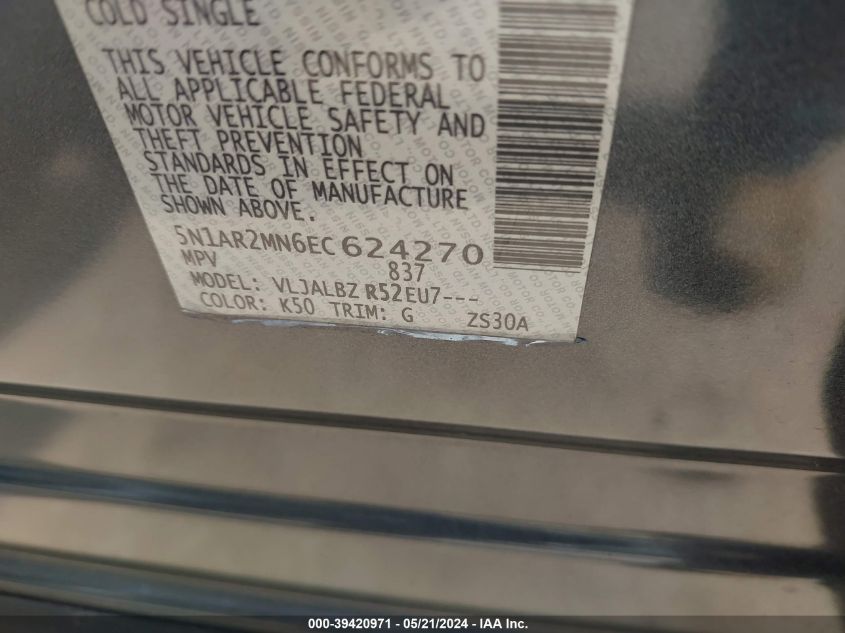 COLD SINGLE
THIS VEHICLE CONFORMS TO
ALL APPLICABLE FEDERAL
MOTOR VEHICLE SAFETY AND
THEFT PREVENTION
STANDARDS IN EFFECT ON
THE DATE OF MANUFACTURE
SHOWN ABOVE.
5N1AR2MN6EC624270
MPV 837
MODEL: VLJALBZ R52EU7---
COLOR: K50 TRIM: G ZS30A
000-39420971 - 05/21/2024 - IAA Inc.